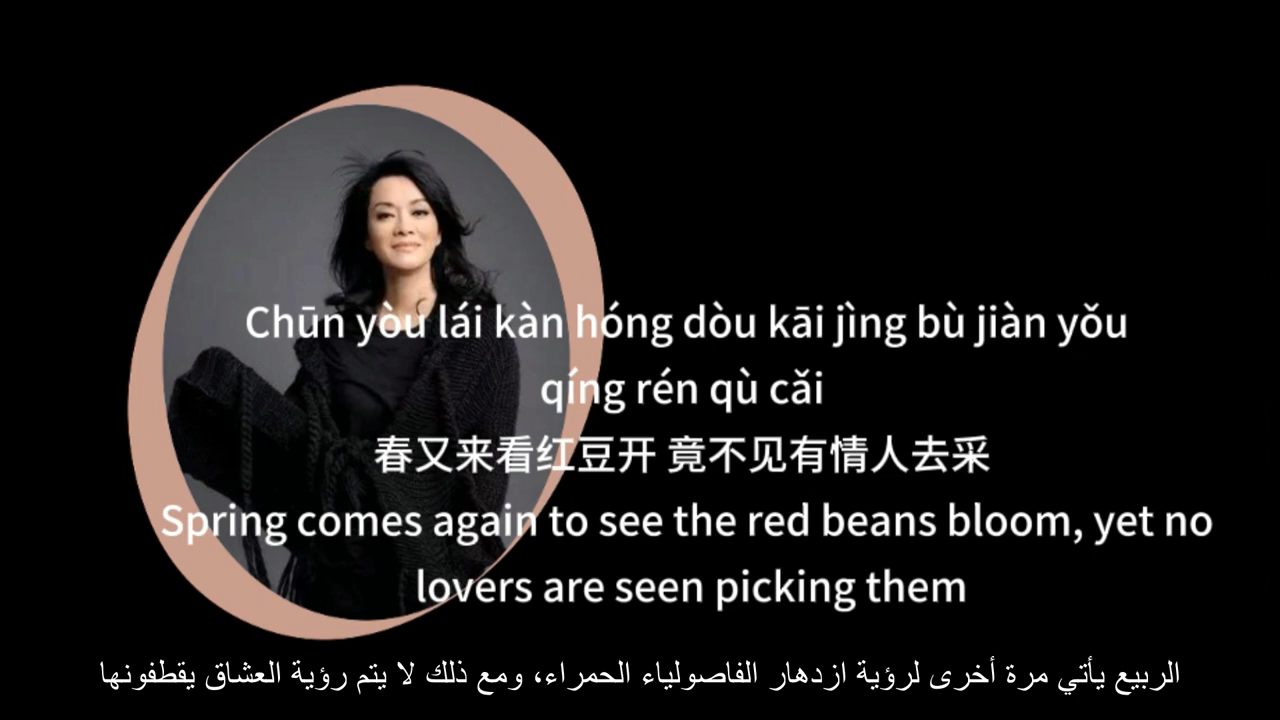 Chūn yòu lái kàn hóng dòu kāi jìng bù jiàn yǒu
qíng rén qù cǎi
春又来看红豆开 竟不见有情人去采
Spring comes again to see the red beans bloom, yet no
lovers are seen picking them
الربيع يأتي مرة أخرى لرؤية ازدهار الفاصولياء الحمراء، ومع ذلك لا يتم رؤية العشاق يقطفونها